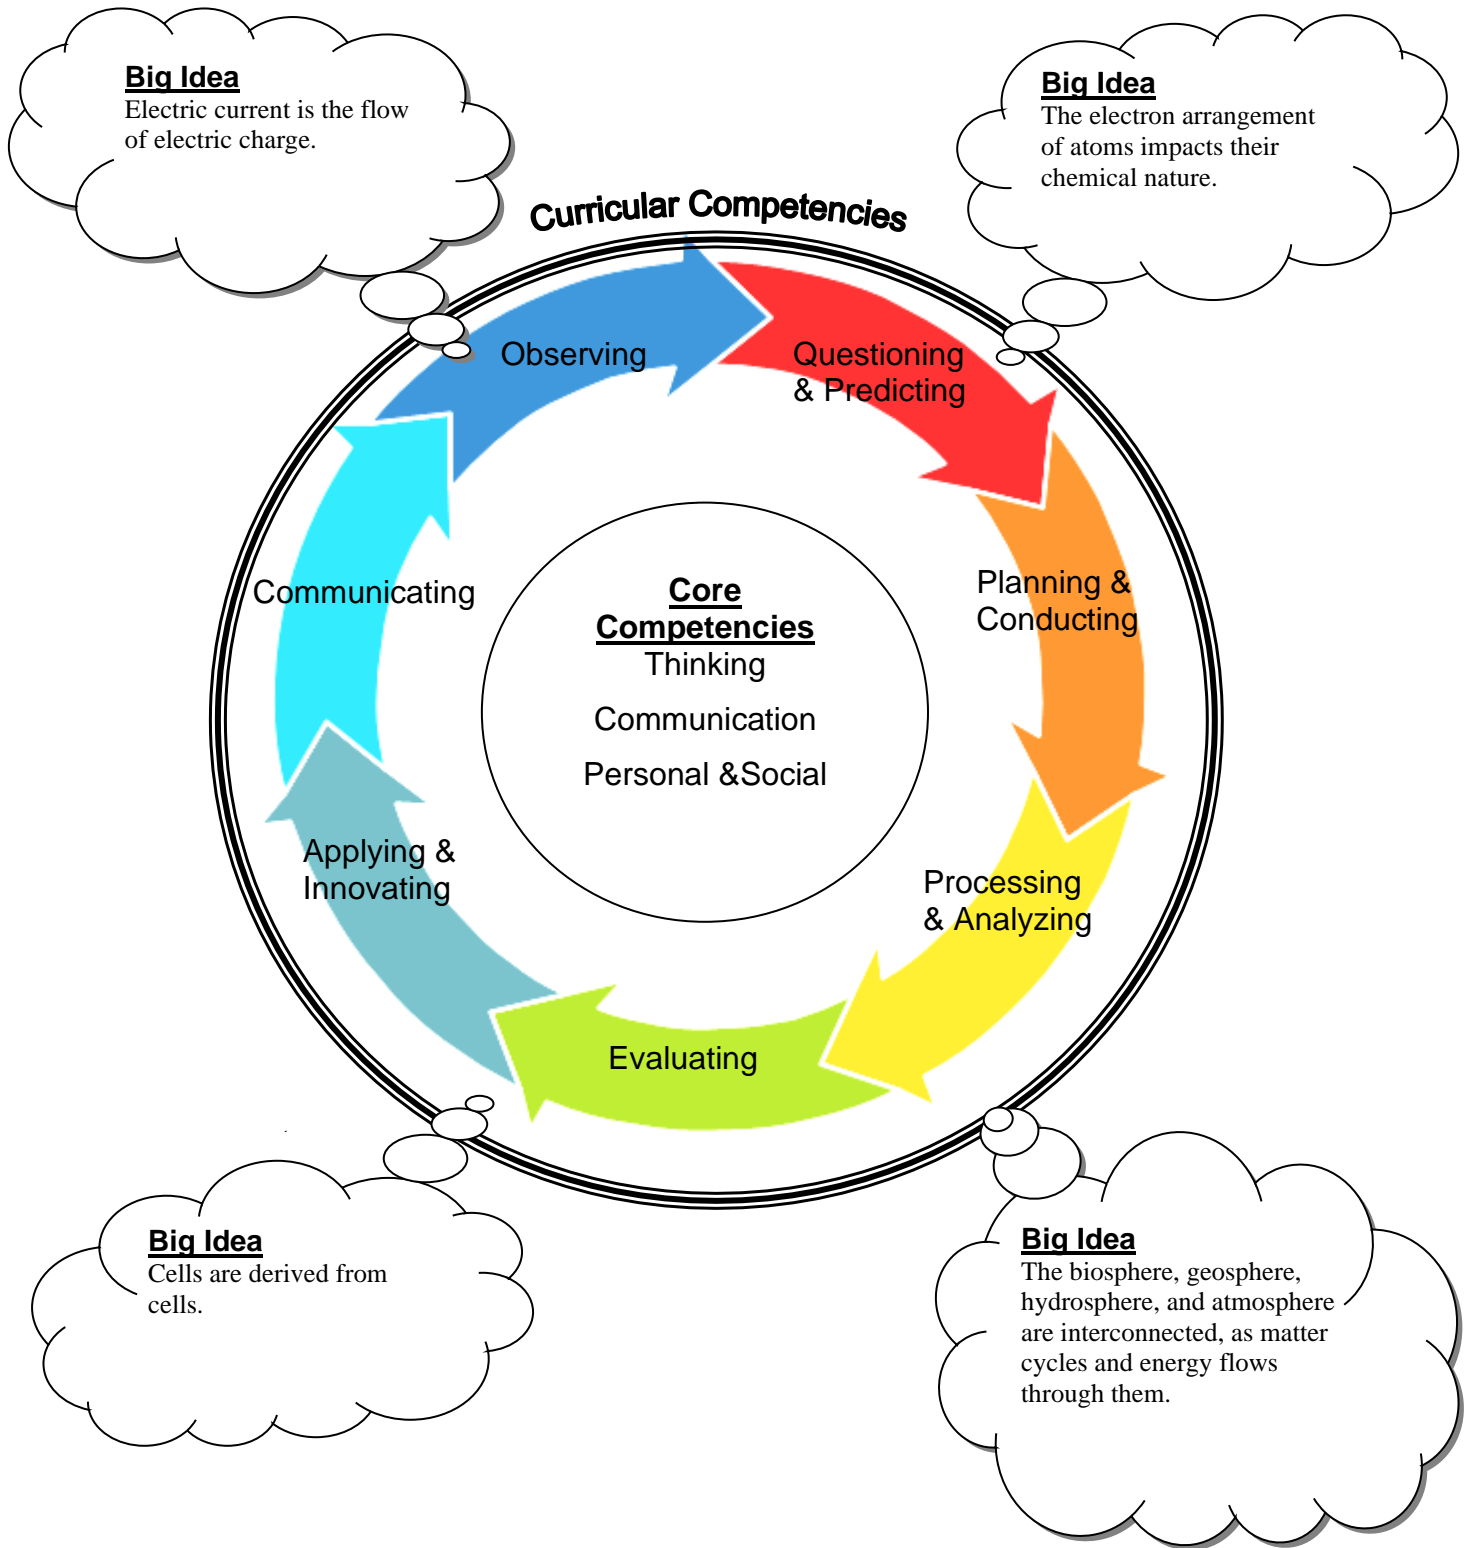 Big Idea
Electric current is the flow
of electric charge.
Big Idea
The electron arrangement
of atoms impacts their
chemical nature.
Curricular Competencies
Observing
Questioning
& Predicting
Planning &
Conducting
Processing
& Analyzing
Evaluating
Applying &
Innovating
Communicating
Core
Competencies
Thinking
Communication
Personal &Social
Big Idea
Cells are derived from
cells.
Big Idea
The biosphere, geosphere,
hydrosphere, and atmosphere
are interconnected, as matter
cycles and energy flows
through them.